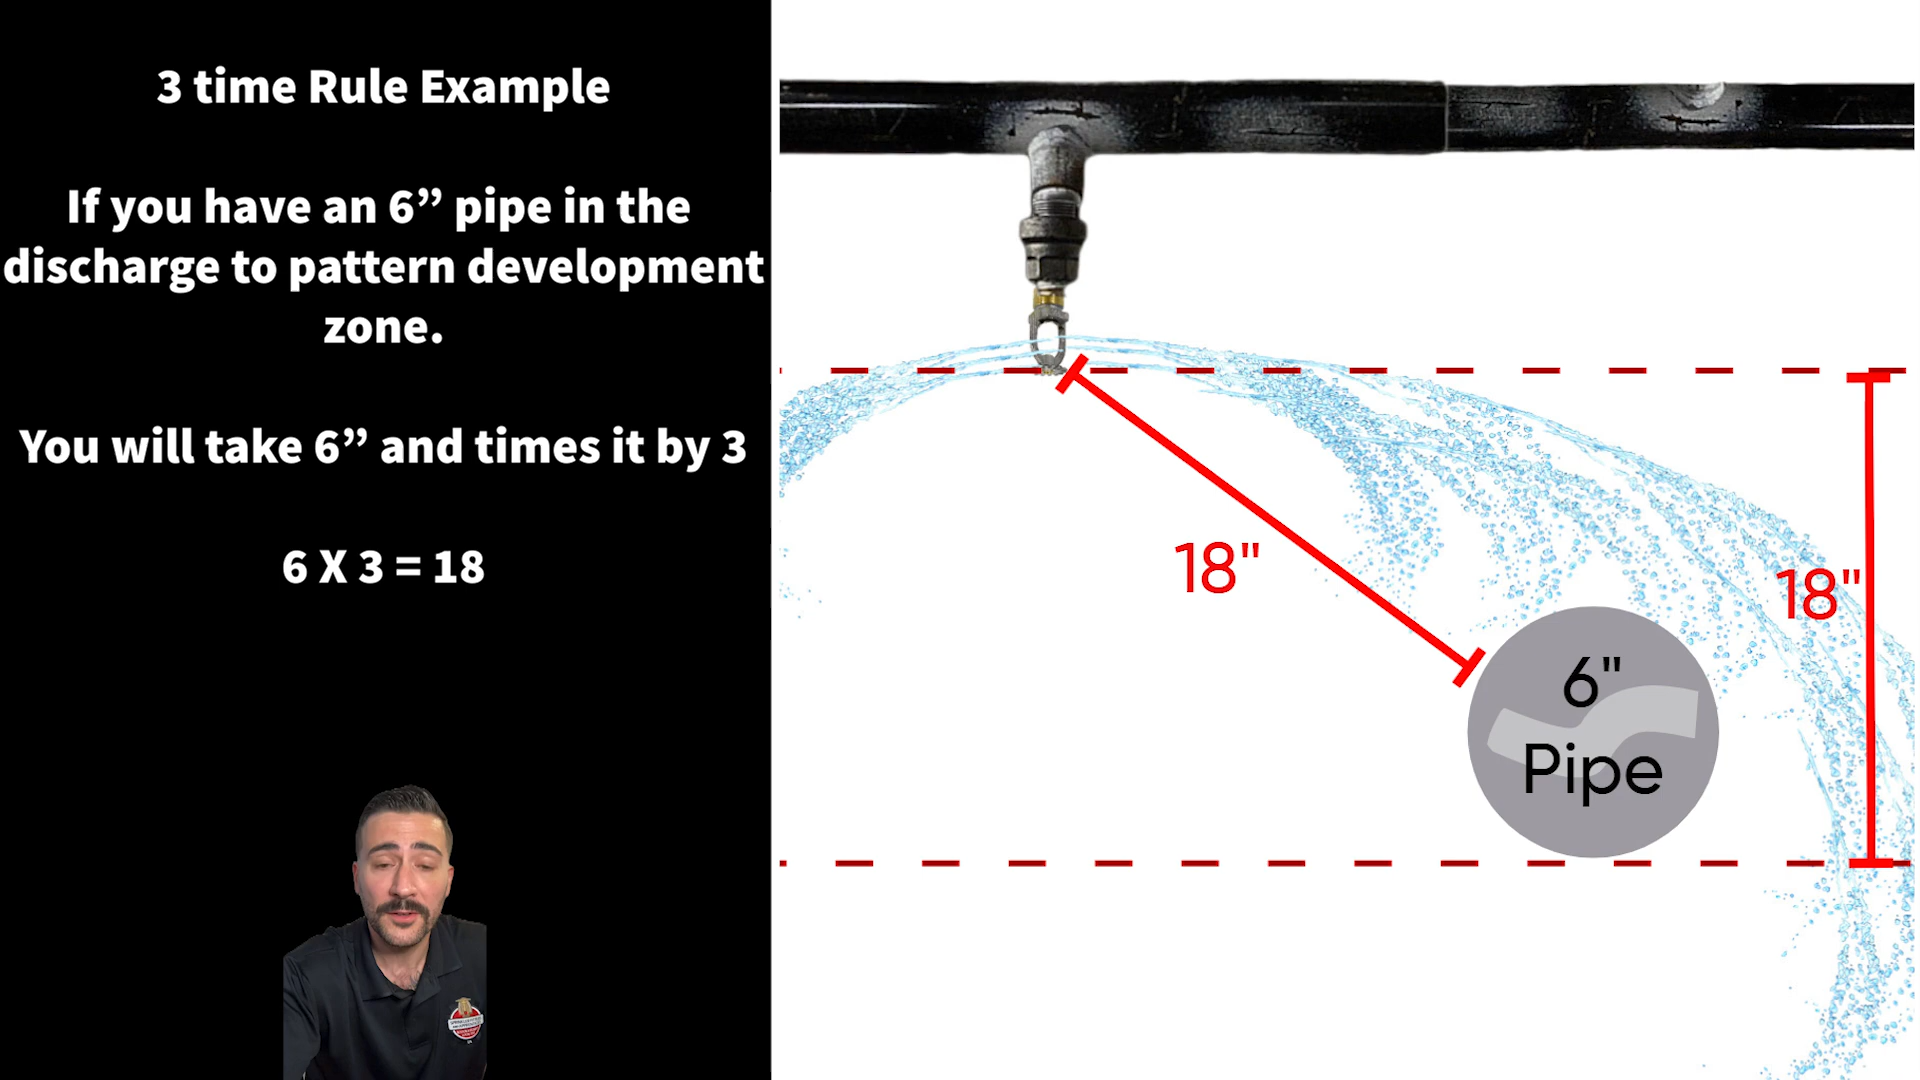 3 time Rule Example
If you have an 6” pipe in the
discharge to pattern development
zone.
You will take 6” and times it by 3
6 X 3 = 18
18"
18"
6"
Pipe